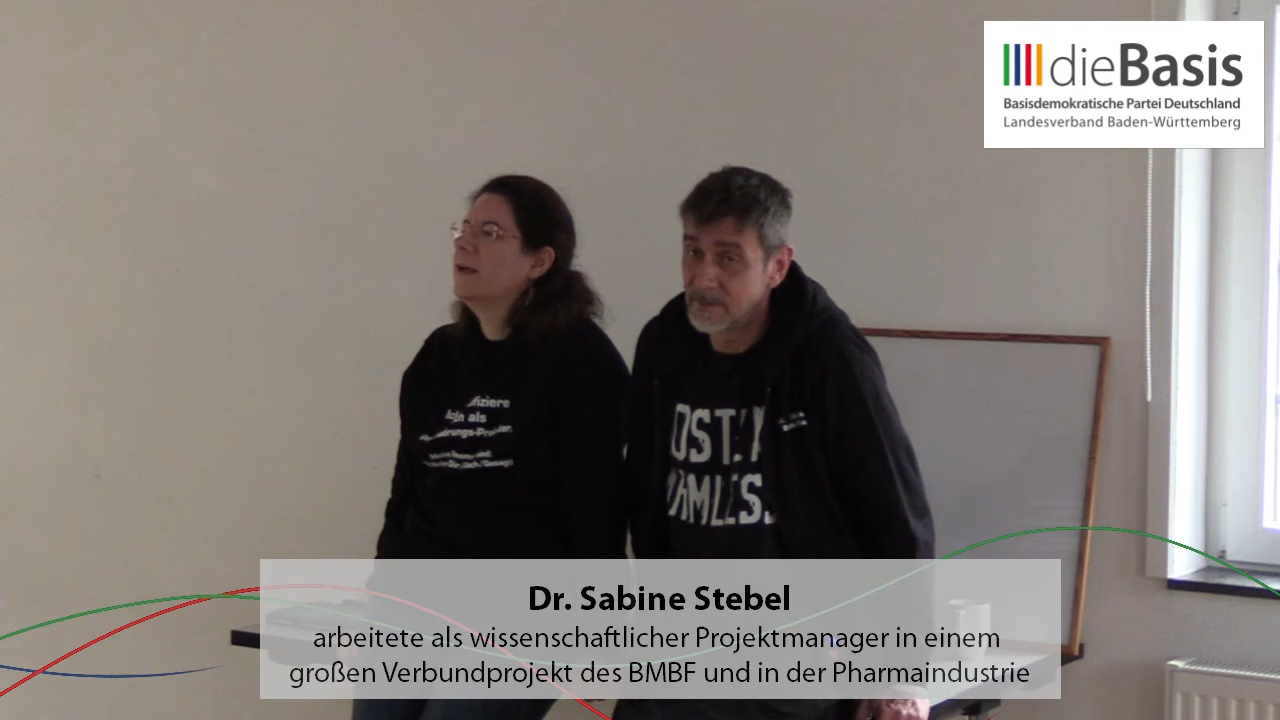 dieBasis
Basisdemokratische Partei Deutschland
Landesverband Baden-Württemberg
als
Dr. Sabine Stebel
arbeitete als wissenschaftlicher Projektmanager in einem
großen Verbundprojekt des BMBF und in der Pharmaindustrie